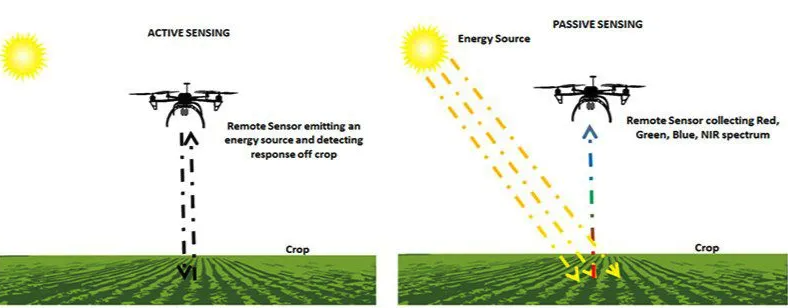 ACTIVE SENSING
Remote Sensor emitting an
energy source and detecting
response off crop
Crop
PASSIVE SENSING
Energy Source
Remote Sensor collecting Red,
Green, Blue, NIR spectrum
Crop